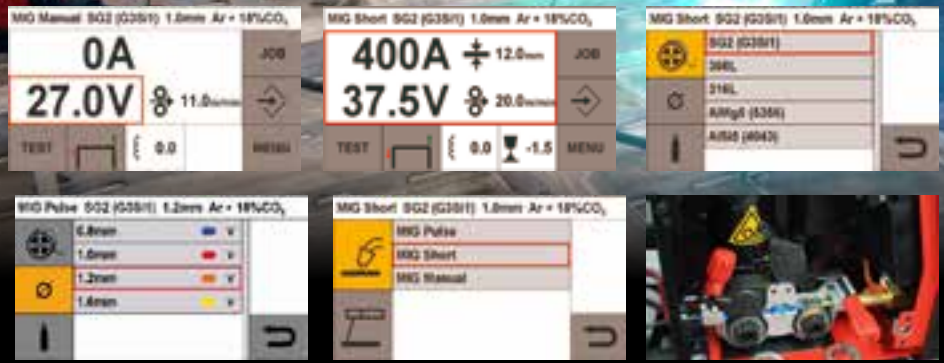 MIG Manual SG2 (G3Si1) 1.0mm Ar + 18%CO₂
0A
JOB
27.0V
11.0m/min
TEST
0.0
MENU
MIG Short SG2 (G3Si1) 1.0mm Ar + 18%CO₂
400A
12.0mm
JOB
37.5V
20.0m/min
TEST
0.0
-1.5
MENU
MIG Short SG2 (G3Si1) 1.0mm Ar + 18%CO₂
SG2 (G3Si1)
308L
316L
AlMg5 (5356)
AlSi5 (4043)
MIG Pulse SG2 (G3Si1) 1.2mm Ar + 18%CO₂
0.8mm V
1.0mm V
1.2mm V
1.6mm V
MIG Short SG2 (G3Si1) 1.0mm Ar + 18%CO₂
MIG Pulse
MIG Short
MIG Manual